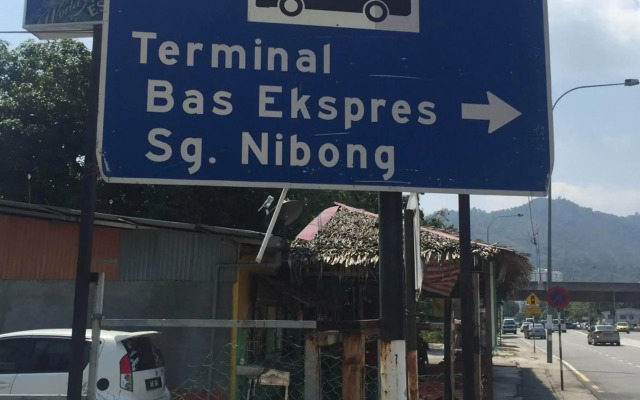 Terminal
Bas Ekspres
Sg. Nibong